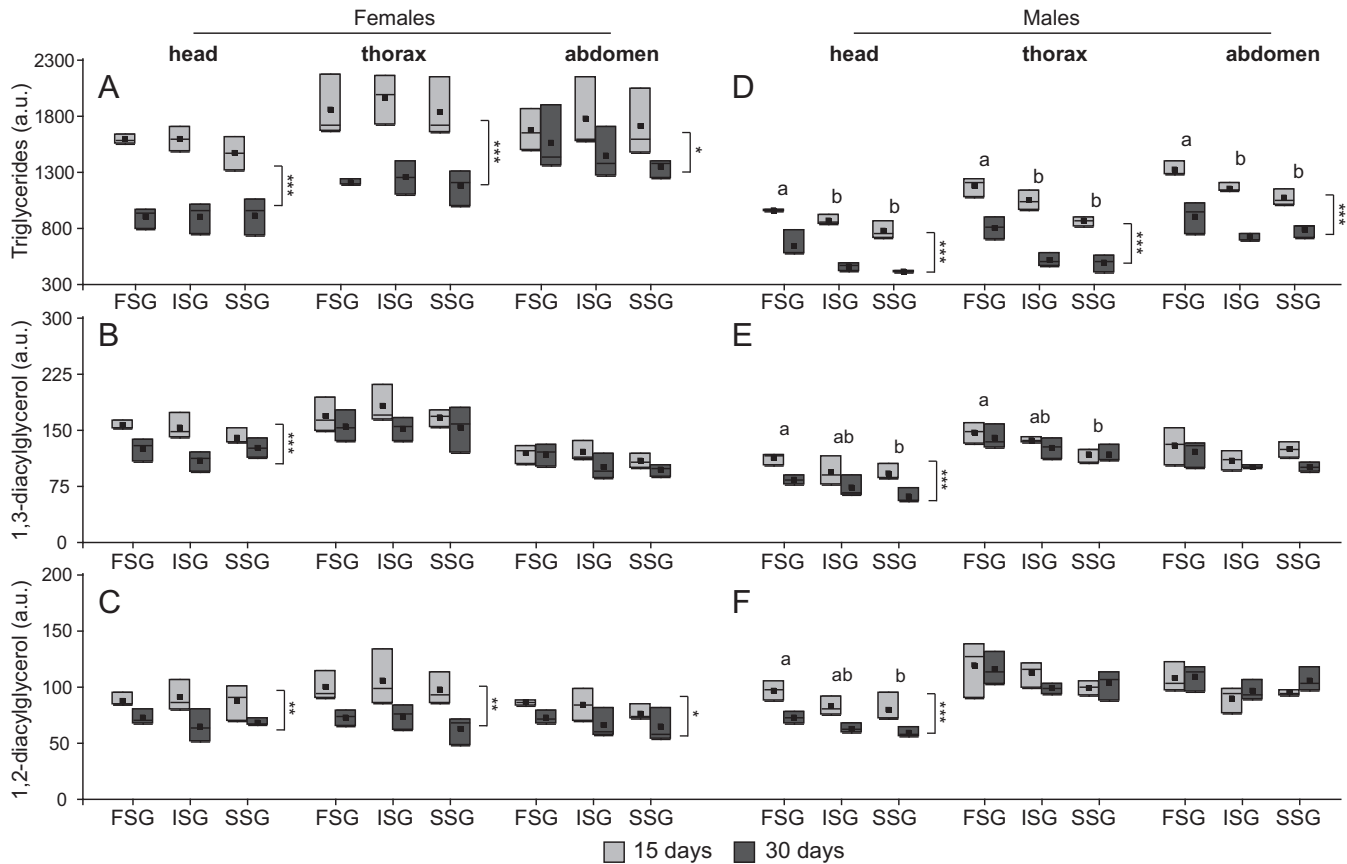 Females Males
head thorax abdomen head thorax abdomen
Triglycerides (a.u.)
2300
1800
1300
800
300
A
***
***
*
D
a b b
***
a b b
***
a b b
***
FSG ISG SSG FSG ISG SSG FSG ISG SSG FSG ISG SSG FSG ISG SSG FSG ISG SSG
1,3-diacylglycerol (a.u.)
300
225
150
75
0
B
***
E
a ab b
***
a ab b
FSG ISG SSG FSG ISG SSG FSG ISG SSG FSG ISG SSG FSG ISG SSG FSG ISG SSG
1,2-diacylglycerol (a.u.)
200
150
100
50
0
C
**
**
*
F
a ab b
***
FSG ISG SSG FSG ISG SSG FSG ISG SSG FSG ISG SSG FSG ISG SSG FSG ISG SSG
15 days 30 days